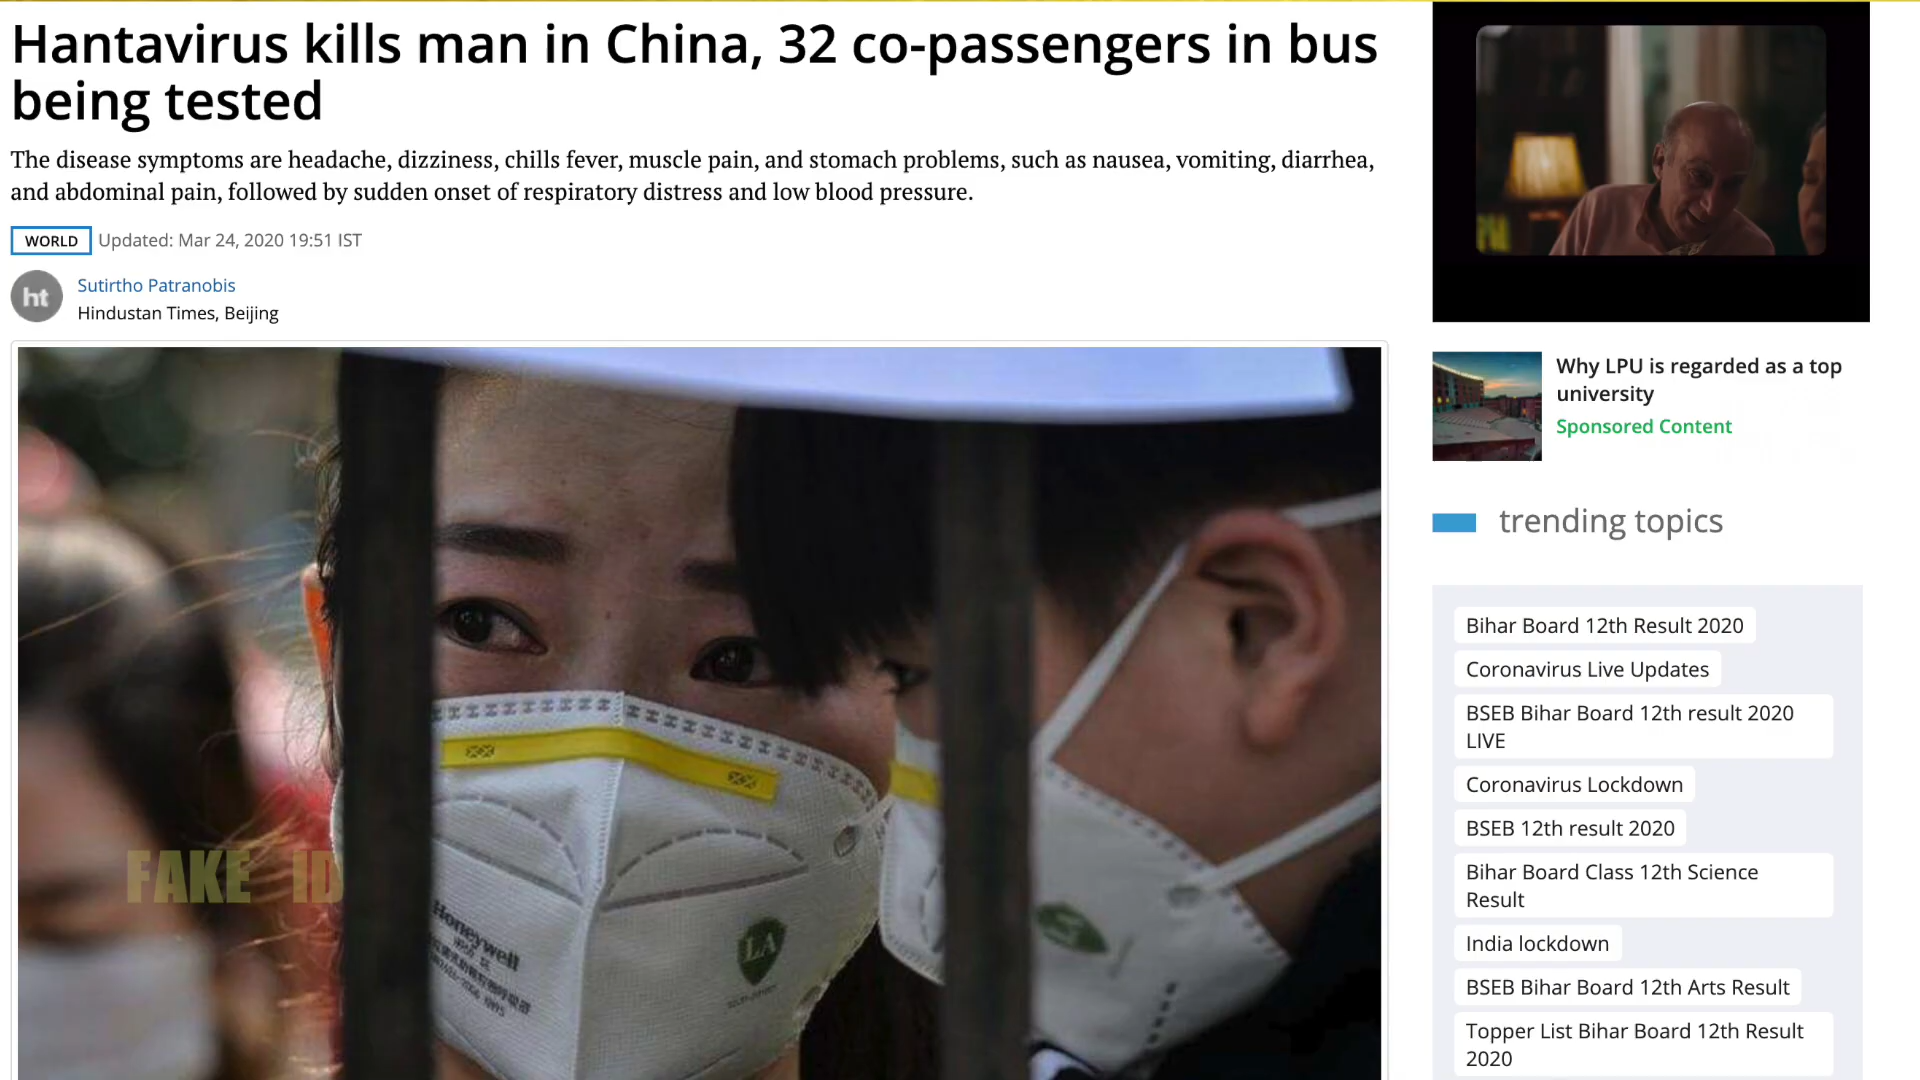 Hantavirus kills man in China, 32 co-passengers in bus
being tested
The disease symptoms are headache, dizziness, chills fever, muscle pain, and stomach problems, such as nausea, vomiting, diarrhea,
and abdominal pain, followed by sudden onset of respiratory distress and low blood pressure.
WORLD Updated: Mar 24, 2020 19:51 IST
ht
Sutirtho Patranobis
Hindustan Times, Beijing
FAKE ID
Honeywell
LA
Why LPU is regarded as a top
university
Sponsored Content
trending topics
Bihar Board 12th Result 2020
Coronavirus Live Updates
BSEB Bihar Board 12th result 2020
LIVE
Coronavirus Lockdown
BSEB 12th result 2020
Bihar Board Class 12th Science
Result
India lockdown
BSEB Bihar Board 12th Arts Result
Topper List Bihar Board 12th Result
2020